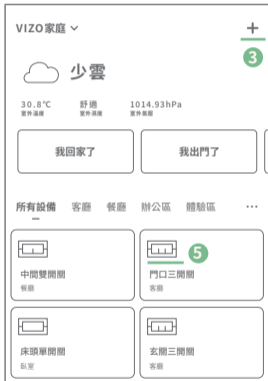 VIZO家庭
3
少雲
30.8°C 舒適 1014.93hPa
室外溫度 室外濕度 室外氣壓
我回家了 我出門了
所有設備 客廳 餐廳 辦公區 體驗區 ...
5
中間雙開關 門口三開關
餐廳 客廳
床頭單開關 玄關三開關
臥室 客廳